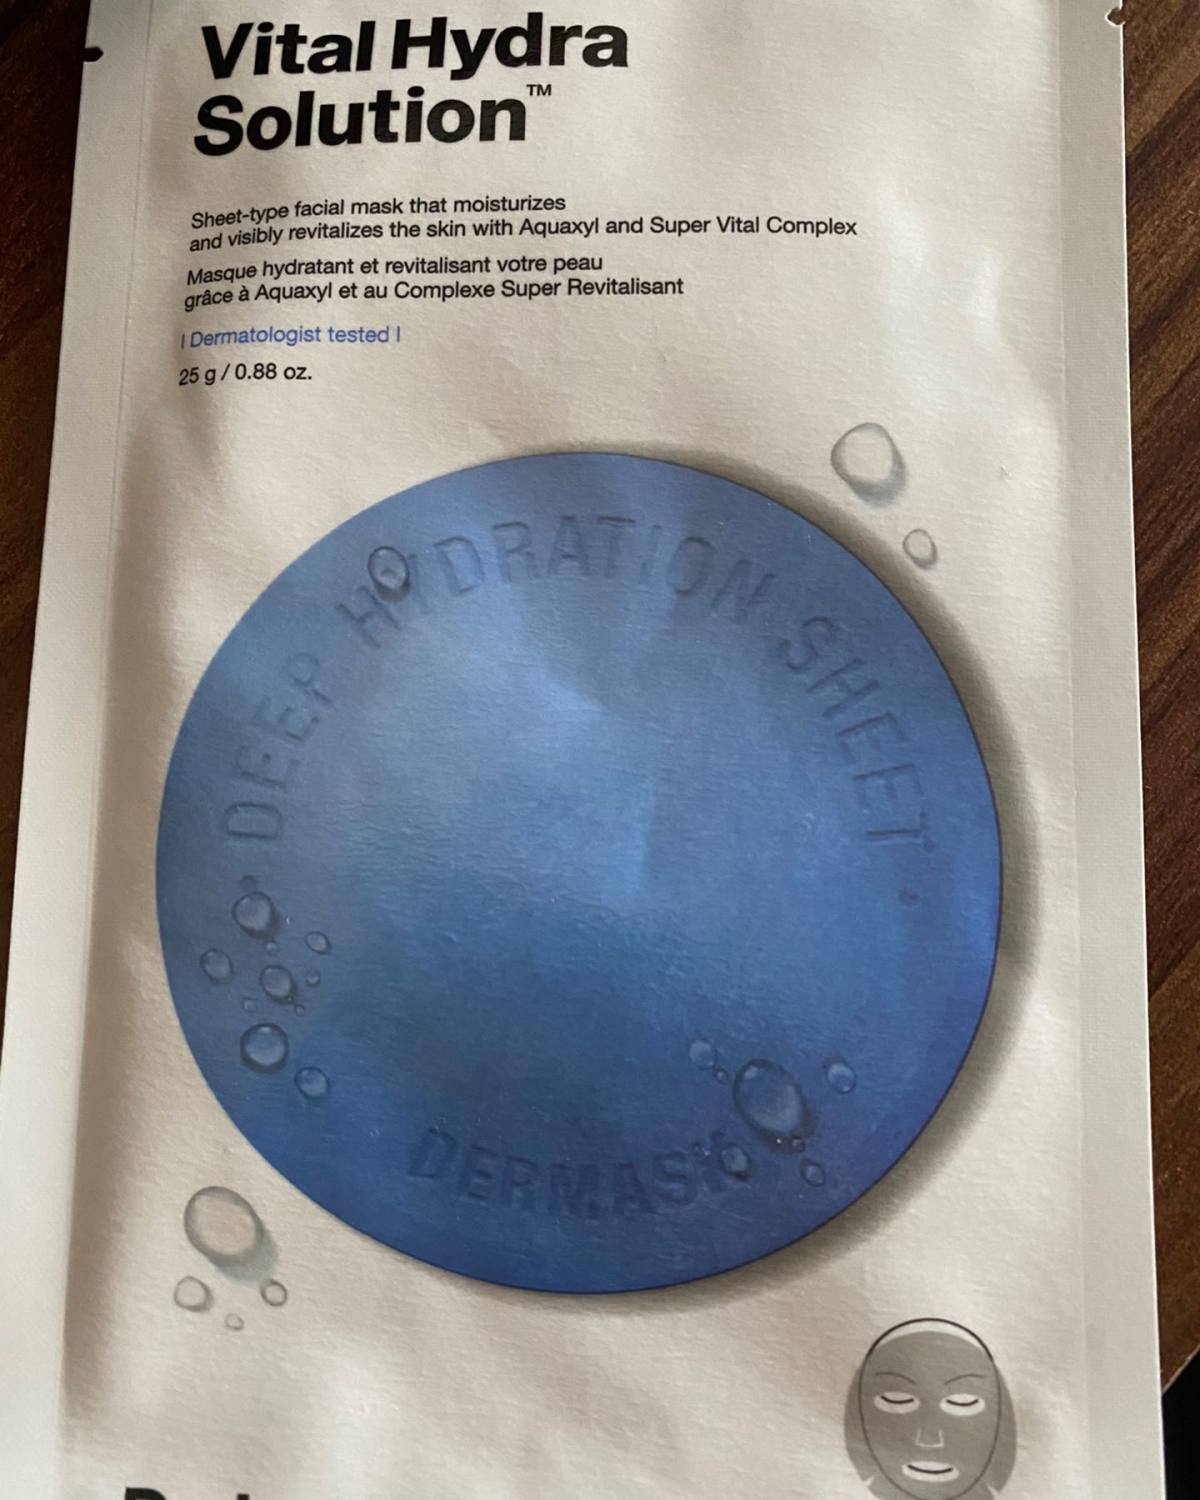 Vital Hydra
Solution™
Sheet-type facial mask that moisturizes
and visibly revitalizes the skin with Aquaxyl and Super Vital Complex
Masque hydratant et revitalisant votre peau
grâce à Aquaxyl et au Complexe Super Revitalisant
| Dermatologist tested |
25 g / 0.88 oz.
• DEEP HYDRATION SHEET •
DERMASK